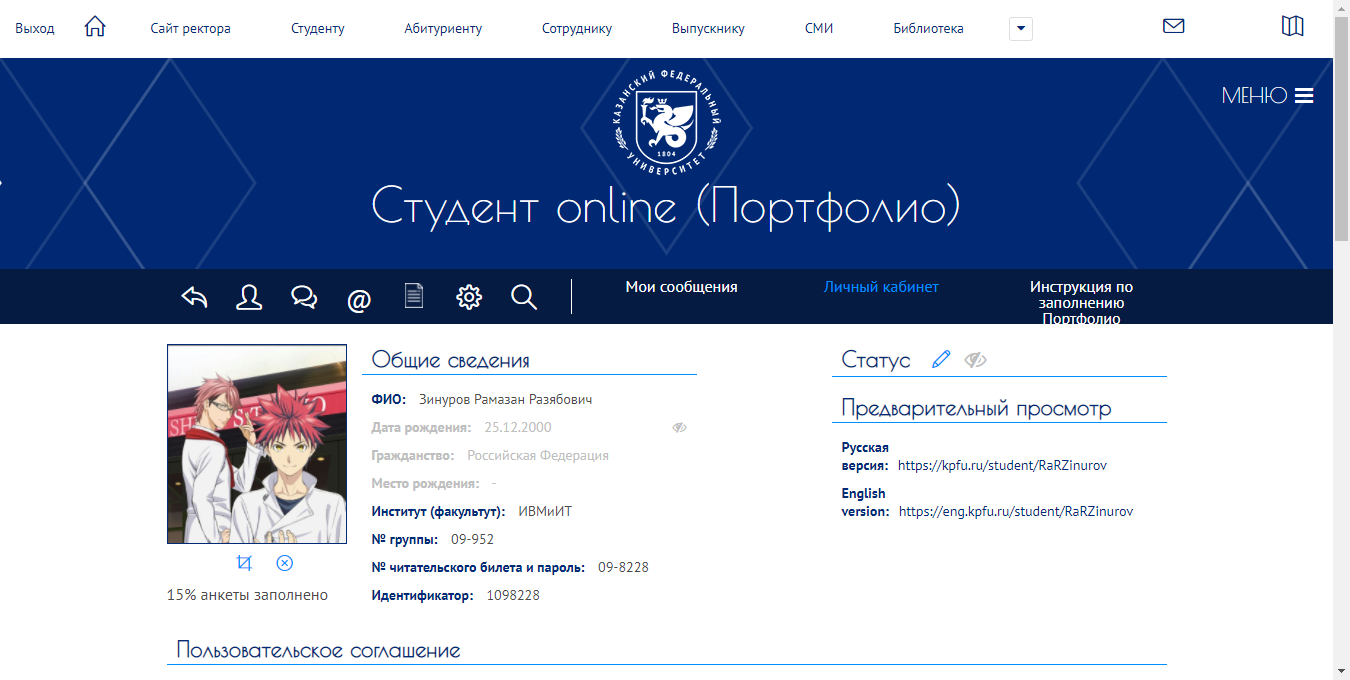 Выход
Сайт ректора
Студенту
Абитуриенту
Сотруднику
Выпускнику
СМИ
Библиотека
КАЗАНСКИЙ ФЕДЕРАЛЬНЫЙ
УНИВЕРСИТЕТ
1804
МЕНЮ
Студент online (Портфолио)
@
Мои сообщения
Личный кабинет
Инструкция по
заполнению
Портфолио
15% анкеты заполнено
Общие сведения
ФИО: Зинуров Рамазан Разябович
Дата рождения: 25.12.2000
Гражданство: Российская Федерация
Место рождения: -
Институт (факультут): ИВМиИТ
№ группы: 09-952
№ читательского билета и пароль: 09-8228
Идентификатор: 1098228
Статус
Предварительный просмотр
Русская
версия: https://kpfu.ru/student/RaRZinurov
English
version: https://eng.kpfu.ru/student/RaRZinurov
Пользовательское соглашение